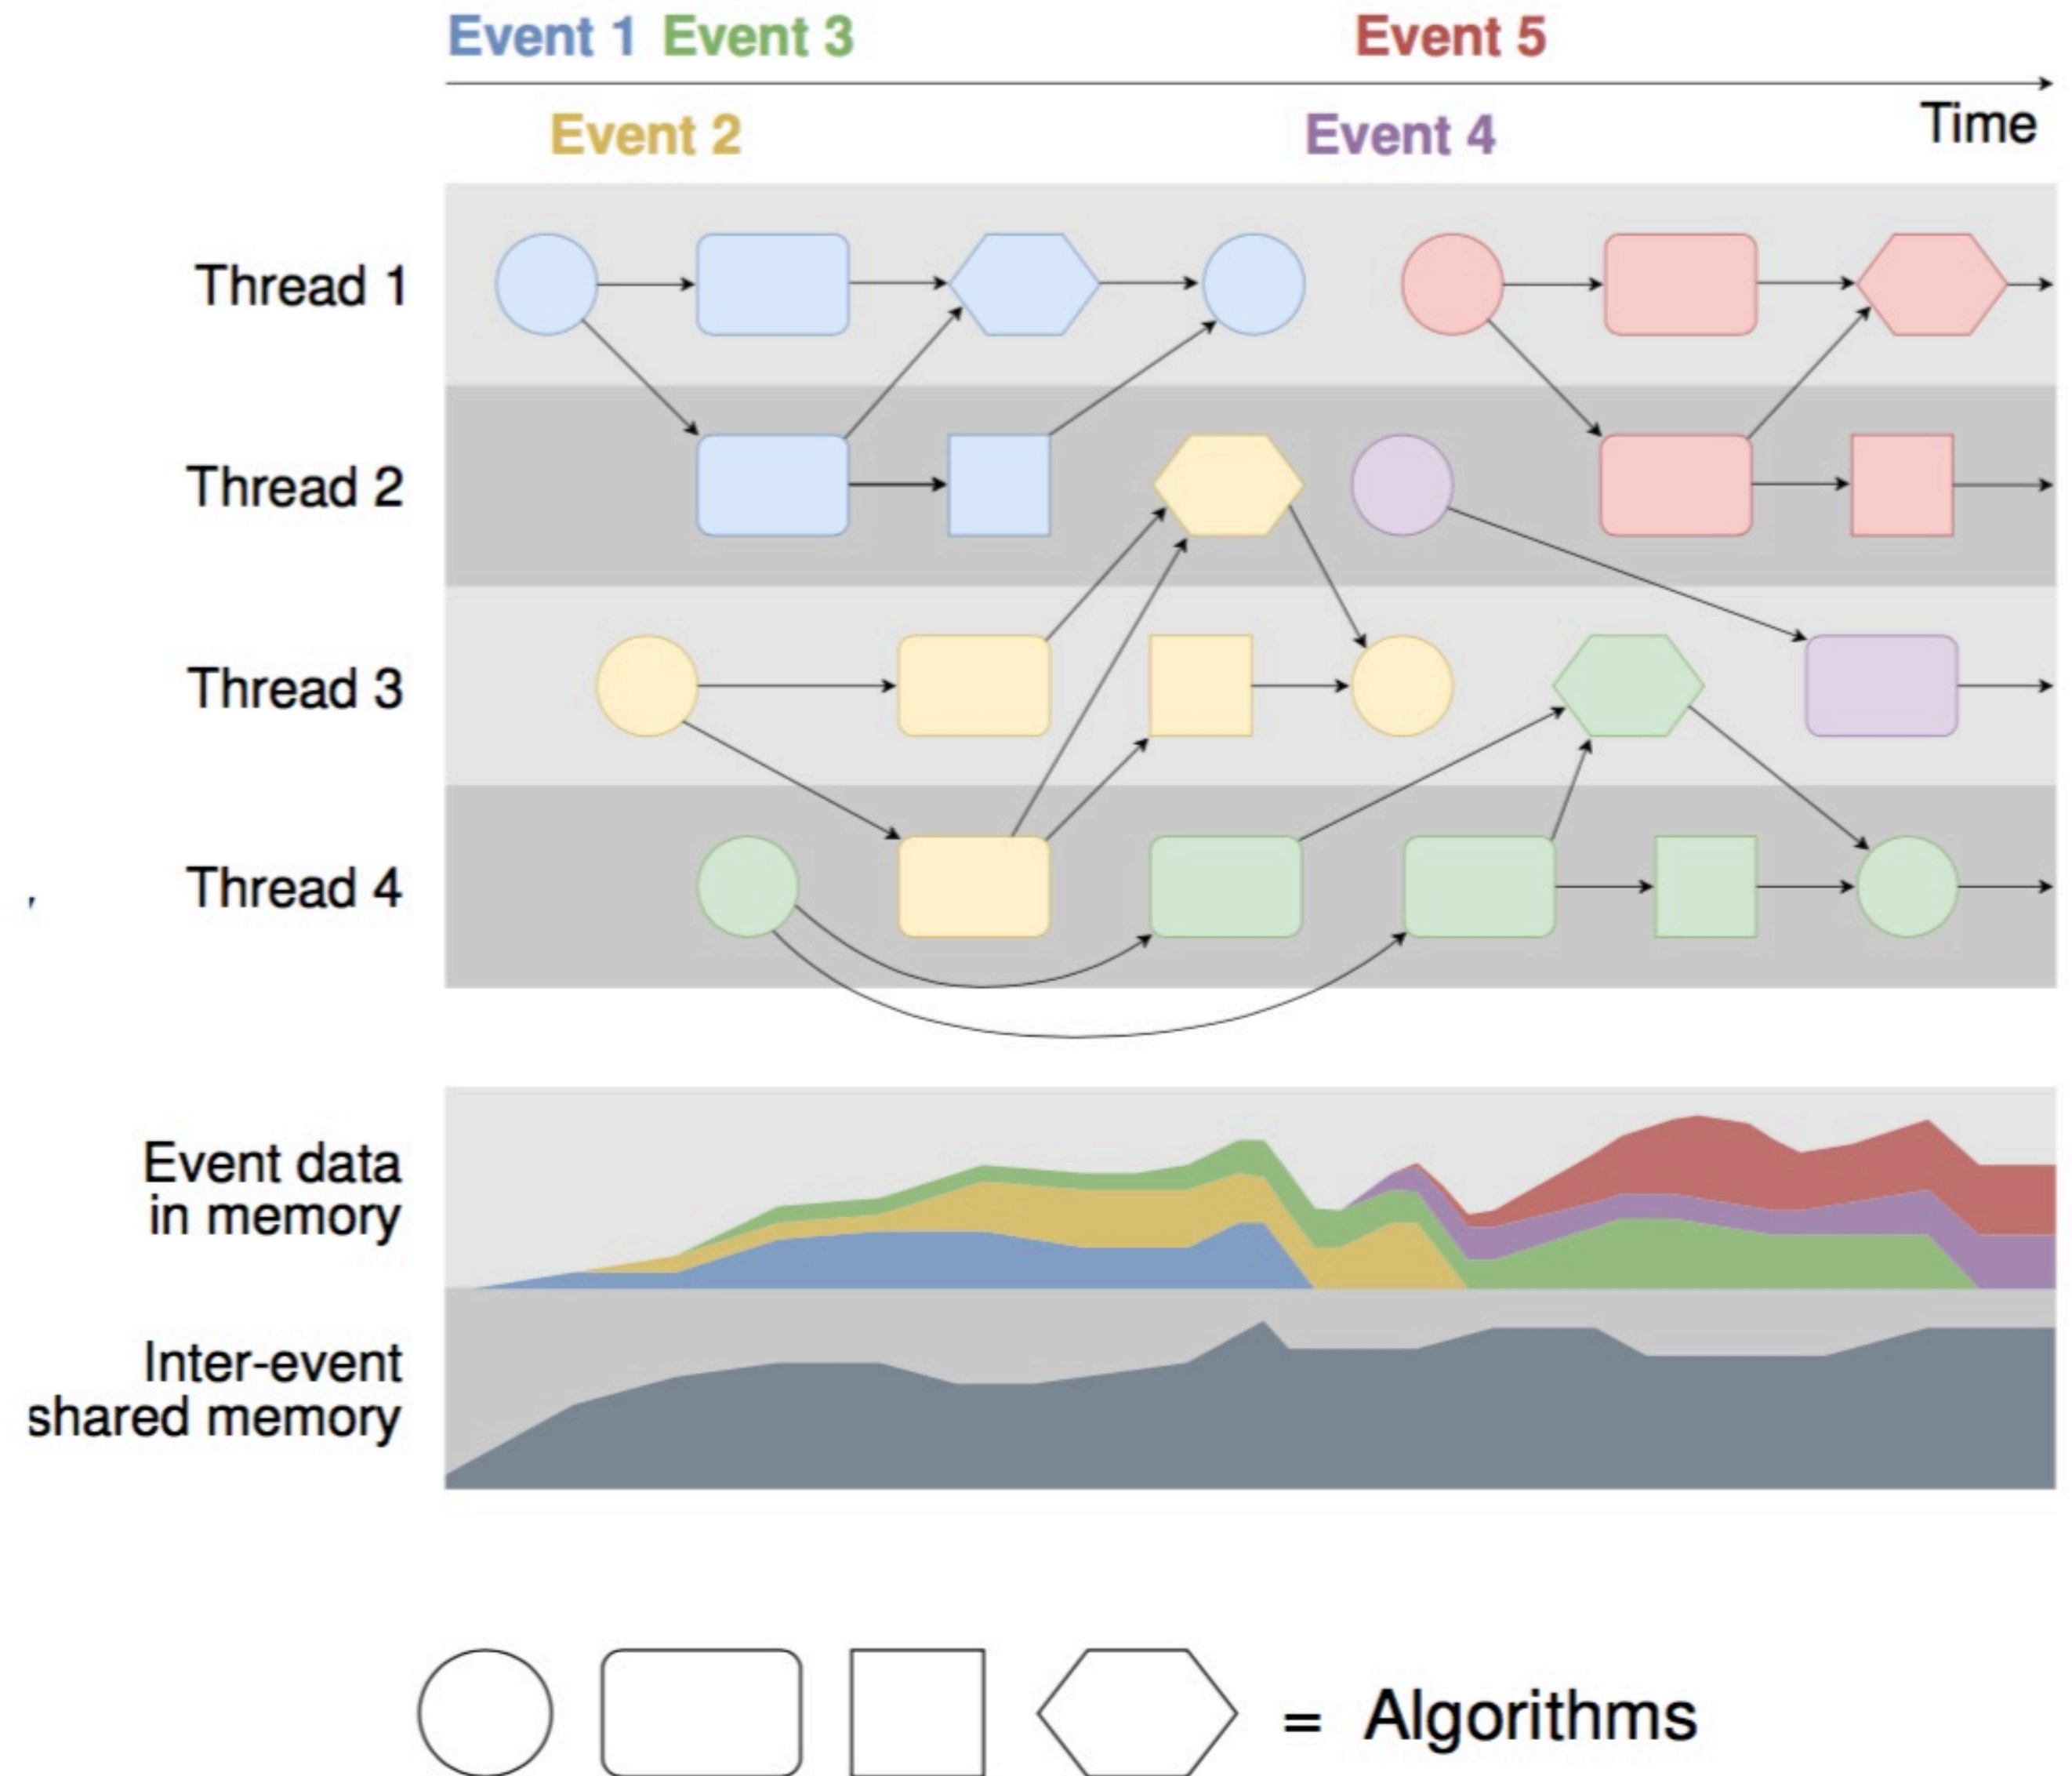 Event 1 Event 3 Event 5
Time
Event 2 Event 4
Thread 1
Thread 2
Thread 3
Thread 4
,
Event data
in memory
Inter-event
shared memory
= Algorithms